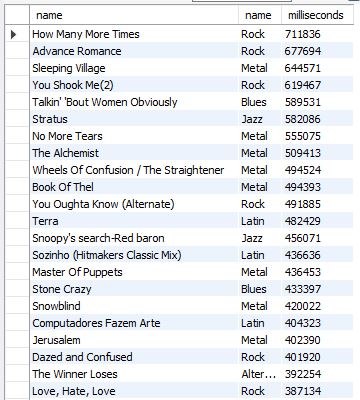 name name milliseconds
How Many More Times Rock 711836
Advance Romance Rock 677694
Sleeping Village Metal 644571
You Shook Me(2) Rock 619467
Talkin' 'Bout Women Obviously Blues 589531
Stratus Jazz 582086
No More Tears Metal 555075
The Alchemist Metal 509413
Wheels Of Confusion / The Straightener Metal 494524
Book Of Thel Metal 494393
You Oughta Know (Alternate) Rock 491885
Terra Latin 482429
Snoopy's search-Red baron Jazz 456071
Sozinho (Hitmakers Classic Mix) Latin 436636
Master Of Puppets Metal 436453
Stone Crazy Blues 433397
Snowblind Metal 420022
Computadores Fazem Arte Latin 404323
Jerusalem Metal 402390
Dazed and Confused Rock 401920
The Winner Loses Alter... 392254
Love, Hate, Love Rock 387134